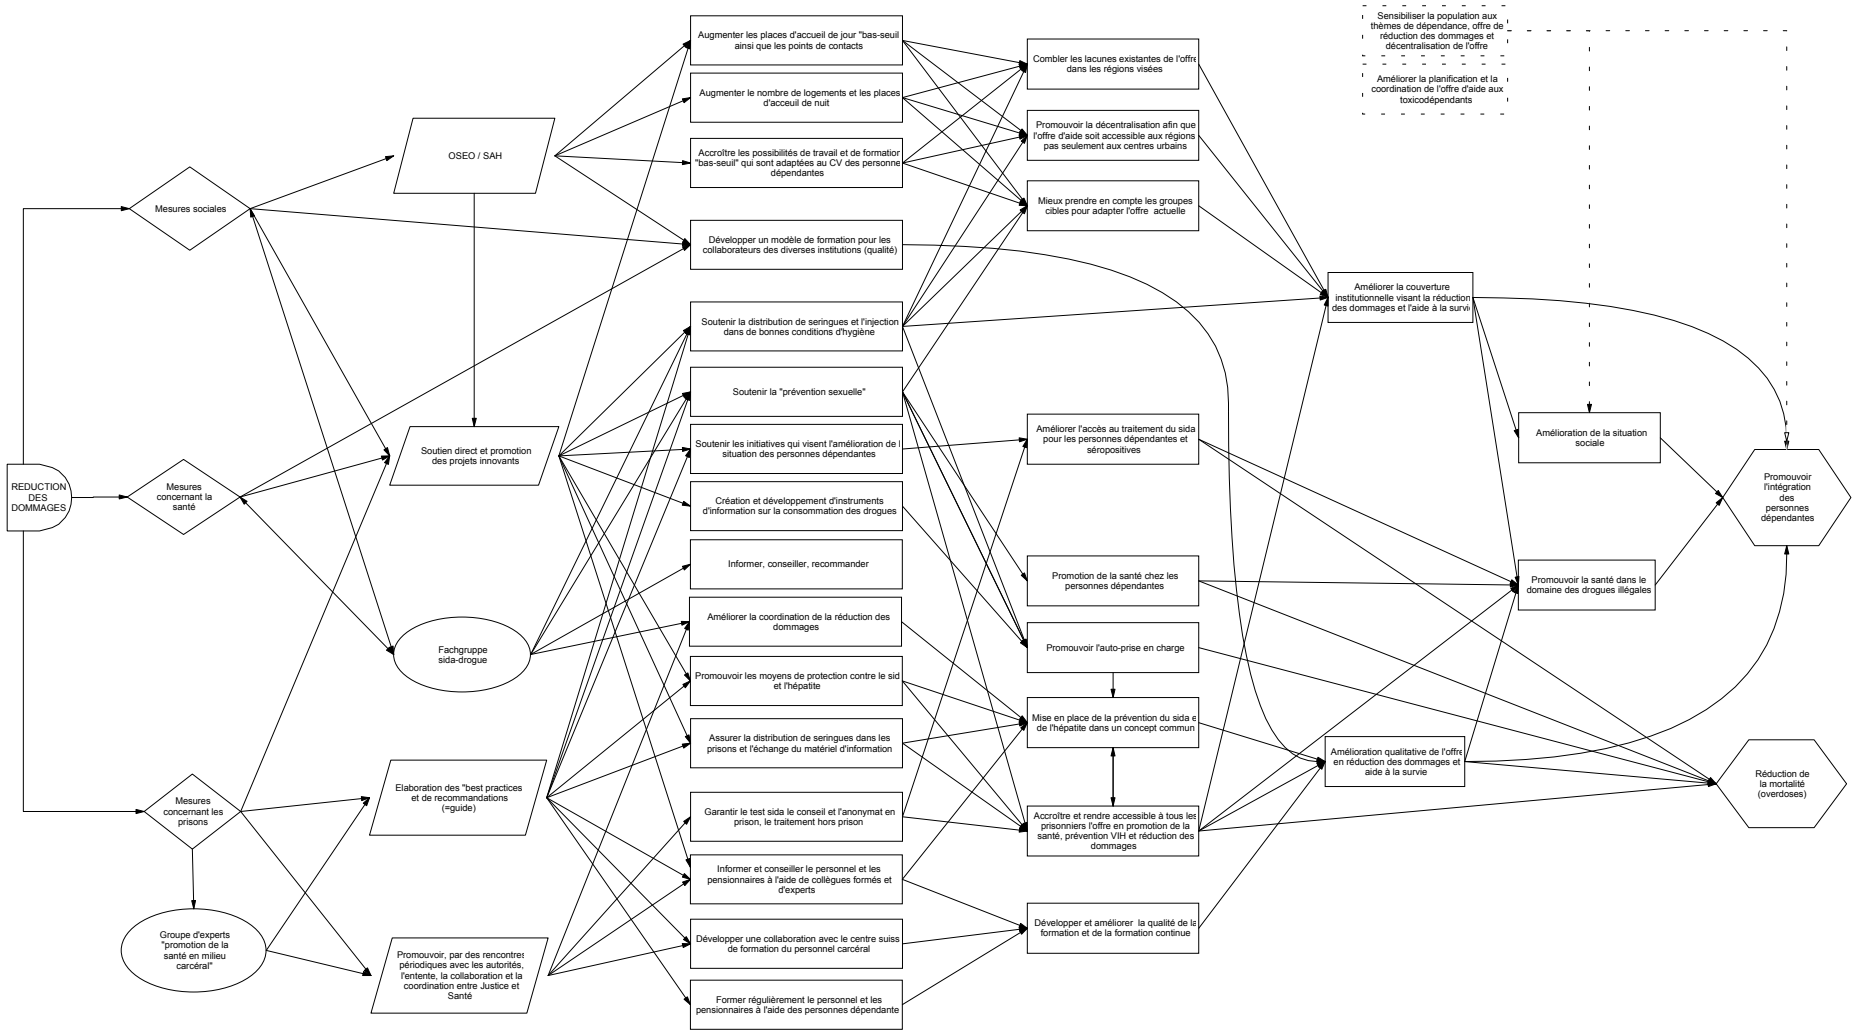 REDUCTION
DES
DOMMAGES
Mesures sociales
Mesures
concernant la
santé
Mesures
concernant les
prisons
Groupe d'experts
"promotion de la
santé en milieu
carcéral"
OSEO / SAH
Soutien direct et promotion
des projets innovants
Fachgruppe
sida-drogue
Elaboration des "best practices
et de recommandations
(=guide)
Promouvoir, par des rencontres
périodiques avec les autorités,
l'entente, la collaboration et la
coordination entre Justice et
Santé
Augmenter les places d'accueil de jour "bas-seuil
ainsi que les points de contacts
Augmenter le nombre de logements et les places
d'acceuil de nuit
Accroître les possibilités de travail et de formation
"bas-seuil" qui sont adaptées au CV des personne
dépendantes
Développer un modèle de formation pour les
collaborateurs des diverses institutions (qualité)
Soutenir la distribution de seringues et l'injection
dans de bonnes conditions d'hygiène
Soutenir la "prévention sexuelle"
Soutenir les initiatives qui visent l'amélioration de l
situation des personnes dépendantes
Création et développement d'instruments
d'information sur la consommation des drogues
Informer, conseiller, recommander
Améliorer la coordination de la réduction des
dommages
Promouvoir les moyens de protection contre le sid
et l'hépatite
Assurer la distribution de seringues dans les
prisons et l'échange du matériel d'information
Garantir le test sida le conseil et l'anonymat en
prison, le traitement hors prison
Informer et conseiller le personnel et les
pensionnaires à l'aide de collègues formés et
d'experts
Développer une collaboration avec le centre suiss
de formation du personnel carcéral
Former régulièrement le personnel et les
pensionnaires à l'aide des personnes dépendante
Combler les lacunes existantes de l'offre
dans les régions visées
Promouvoir la décentralisation afin que
l'offre d'aide soit accessible aux régions
pas seulement aux centres urbains
Mieux prendre en compte les groupes
cibles pour adapter l'offre actuelle
Améliorer l'accès au traitement du sida
pour les personnes dépendantes et
séropositives
Promotion de la santé chez les
personnes dépendantes
Promouvoir l'auto-prise en charge
Mise en place de la prévention du sida e
de l'hépatite dans un concept commun
Accroître et rendre accessible à tous les
prisonniers l'offre en promotion de la
santé, prévention VIH et réduction des
dommages
Développer et améliorer la qualité de la
formation et de la formation continue
Sensibiliser la population aux
thèmes de dépendance, offre de
réduction des dommages et
décentralisation de l'offre
Améliorer la planification et la
coordination de l'offre d'aide aux
toxicodépendants
Améliorer la couverture
institutionnelle visant la réduction
des dommages et l'aide à la survie
Amélioration qualitative de l'offre
en réduction des dommages et
aide à la survie
Amélioration de la situation
sociale
Promouvoir la santé dans le
domaine des drogues illégales
Promouvoir
l'intégration
des
personnes
dépendantes
Réduction de
la mortalité
(overdoses)